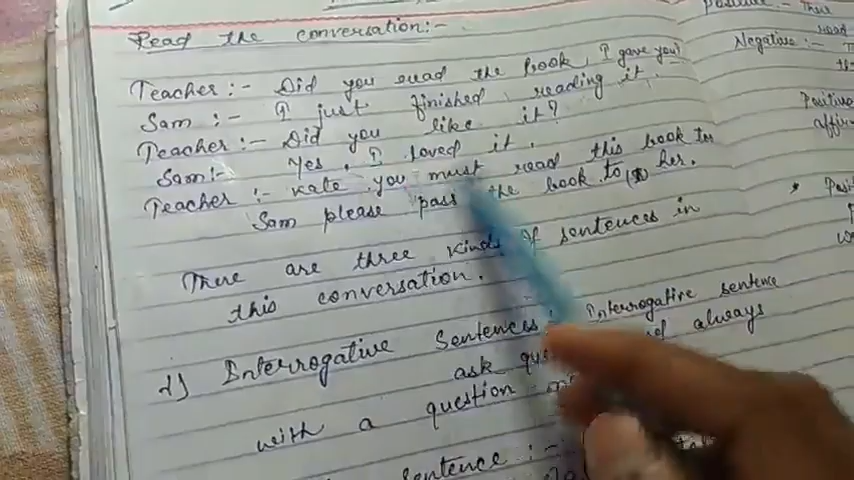 Read the conversation:-
Teacher:- Did you read the book, I gave you?
Sam:- I just finished reading it.
Teacher:- Did you like it?
Sam:- Yes, I loved it.
Teacher:- Kate you must read this book too
Sam please pass the book to her.
There are three kinds of sentences in
this conversation.
1) Interrogative Sentences: Interrogative sentence
ask always
with a question
sentence:-
Positive
Negative:-
Positive